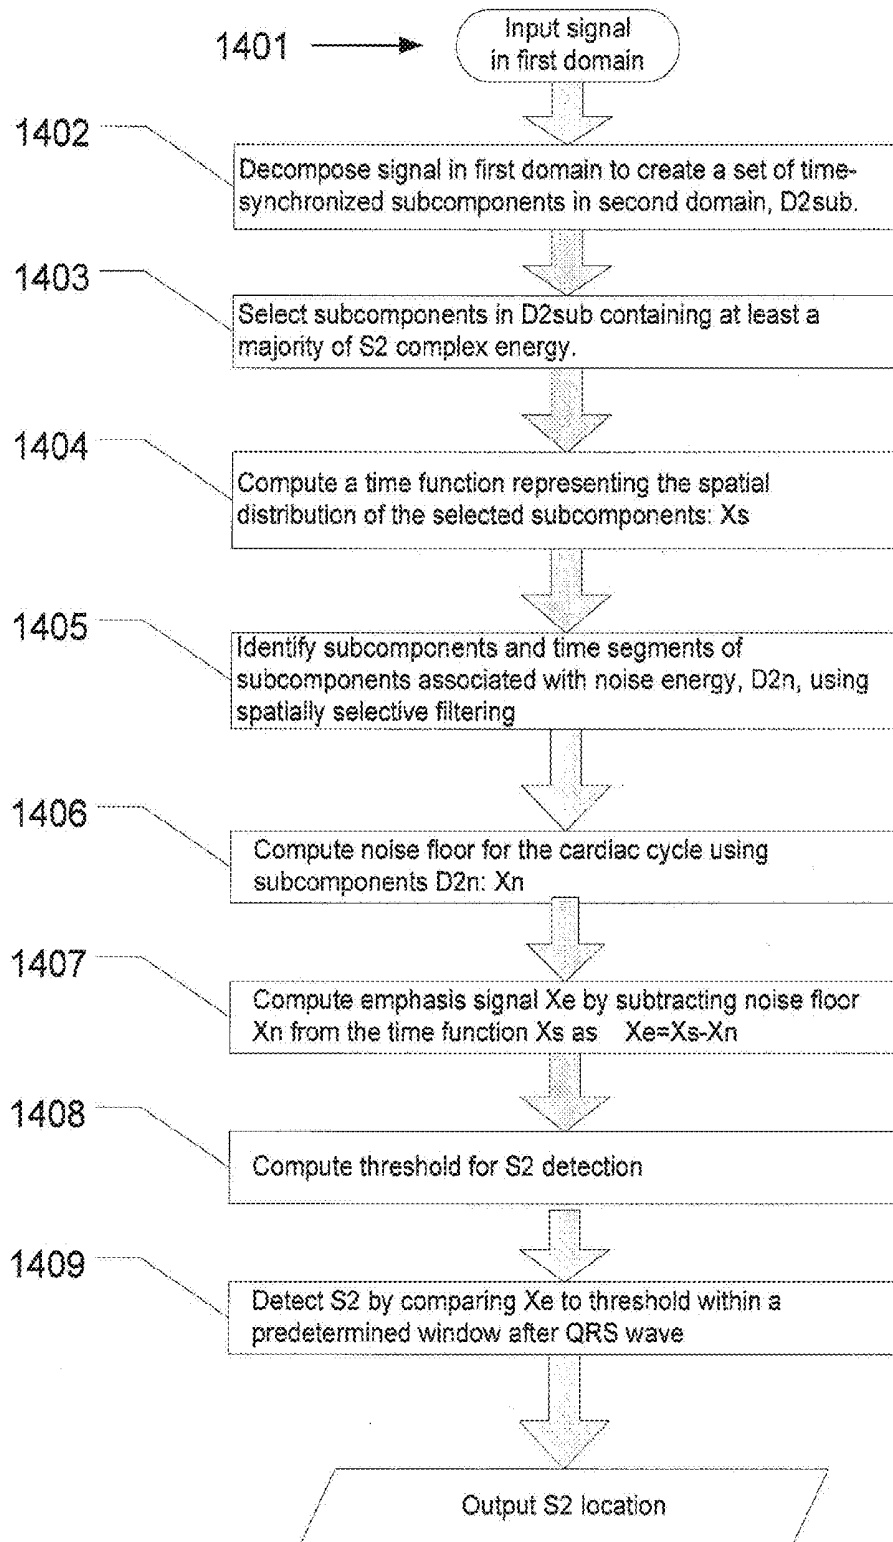 1401
Input signal
in first domain
1402
Decompose signal in first domain to create a set of time-
synchronized subcomponents in second domain, D2sub.
1403
Select subcomponents in D2sub containing at least a
majority of S2 complex energy.
1404
Compute a time function representing the spatial
distribution of the selected subcomponents: Xs
1405
Identify subcomponents and time segments of
subcomponents associated with noise energy, D2n, using
spatially selective filtering
1406
Compute noise floor for the cardiac cycle using
subcomponents D2n: Xn
1407
Compute emphasis signal Xe by subtracting noise floor
Xn from the time function Xs as Xe=Xs-Xn
1408
Compute threshold for S2 detection
1409
Detect S2 by comparing Xe to threshold within a
predetermined window after QRS wave
Output S2 location